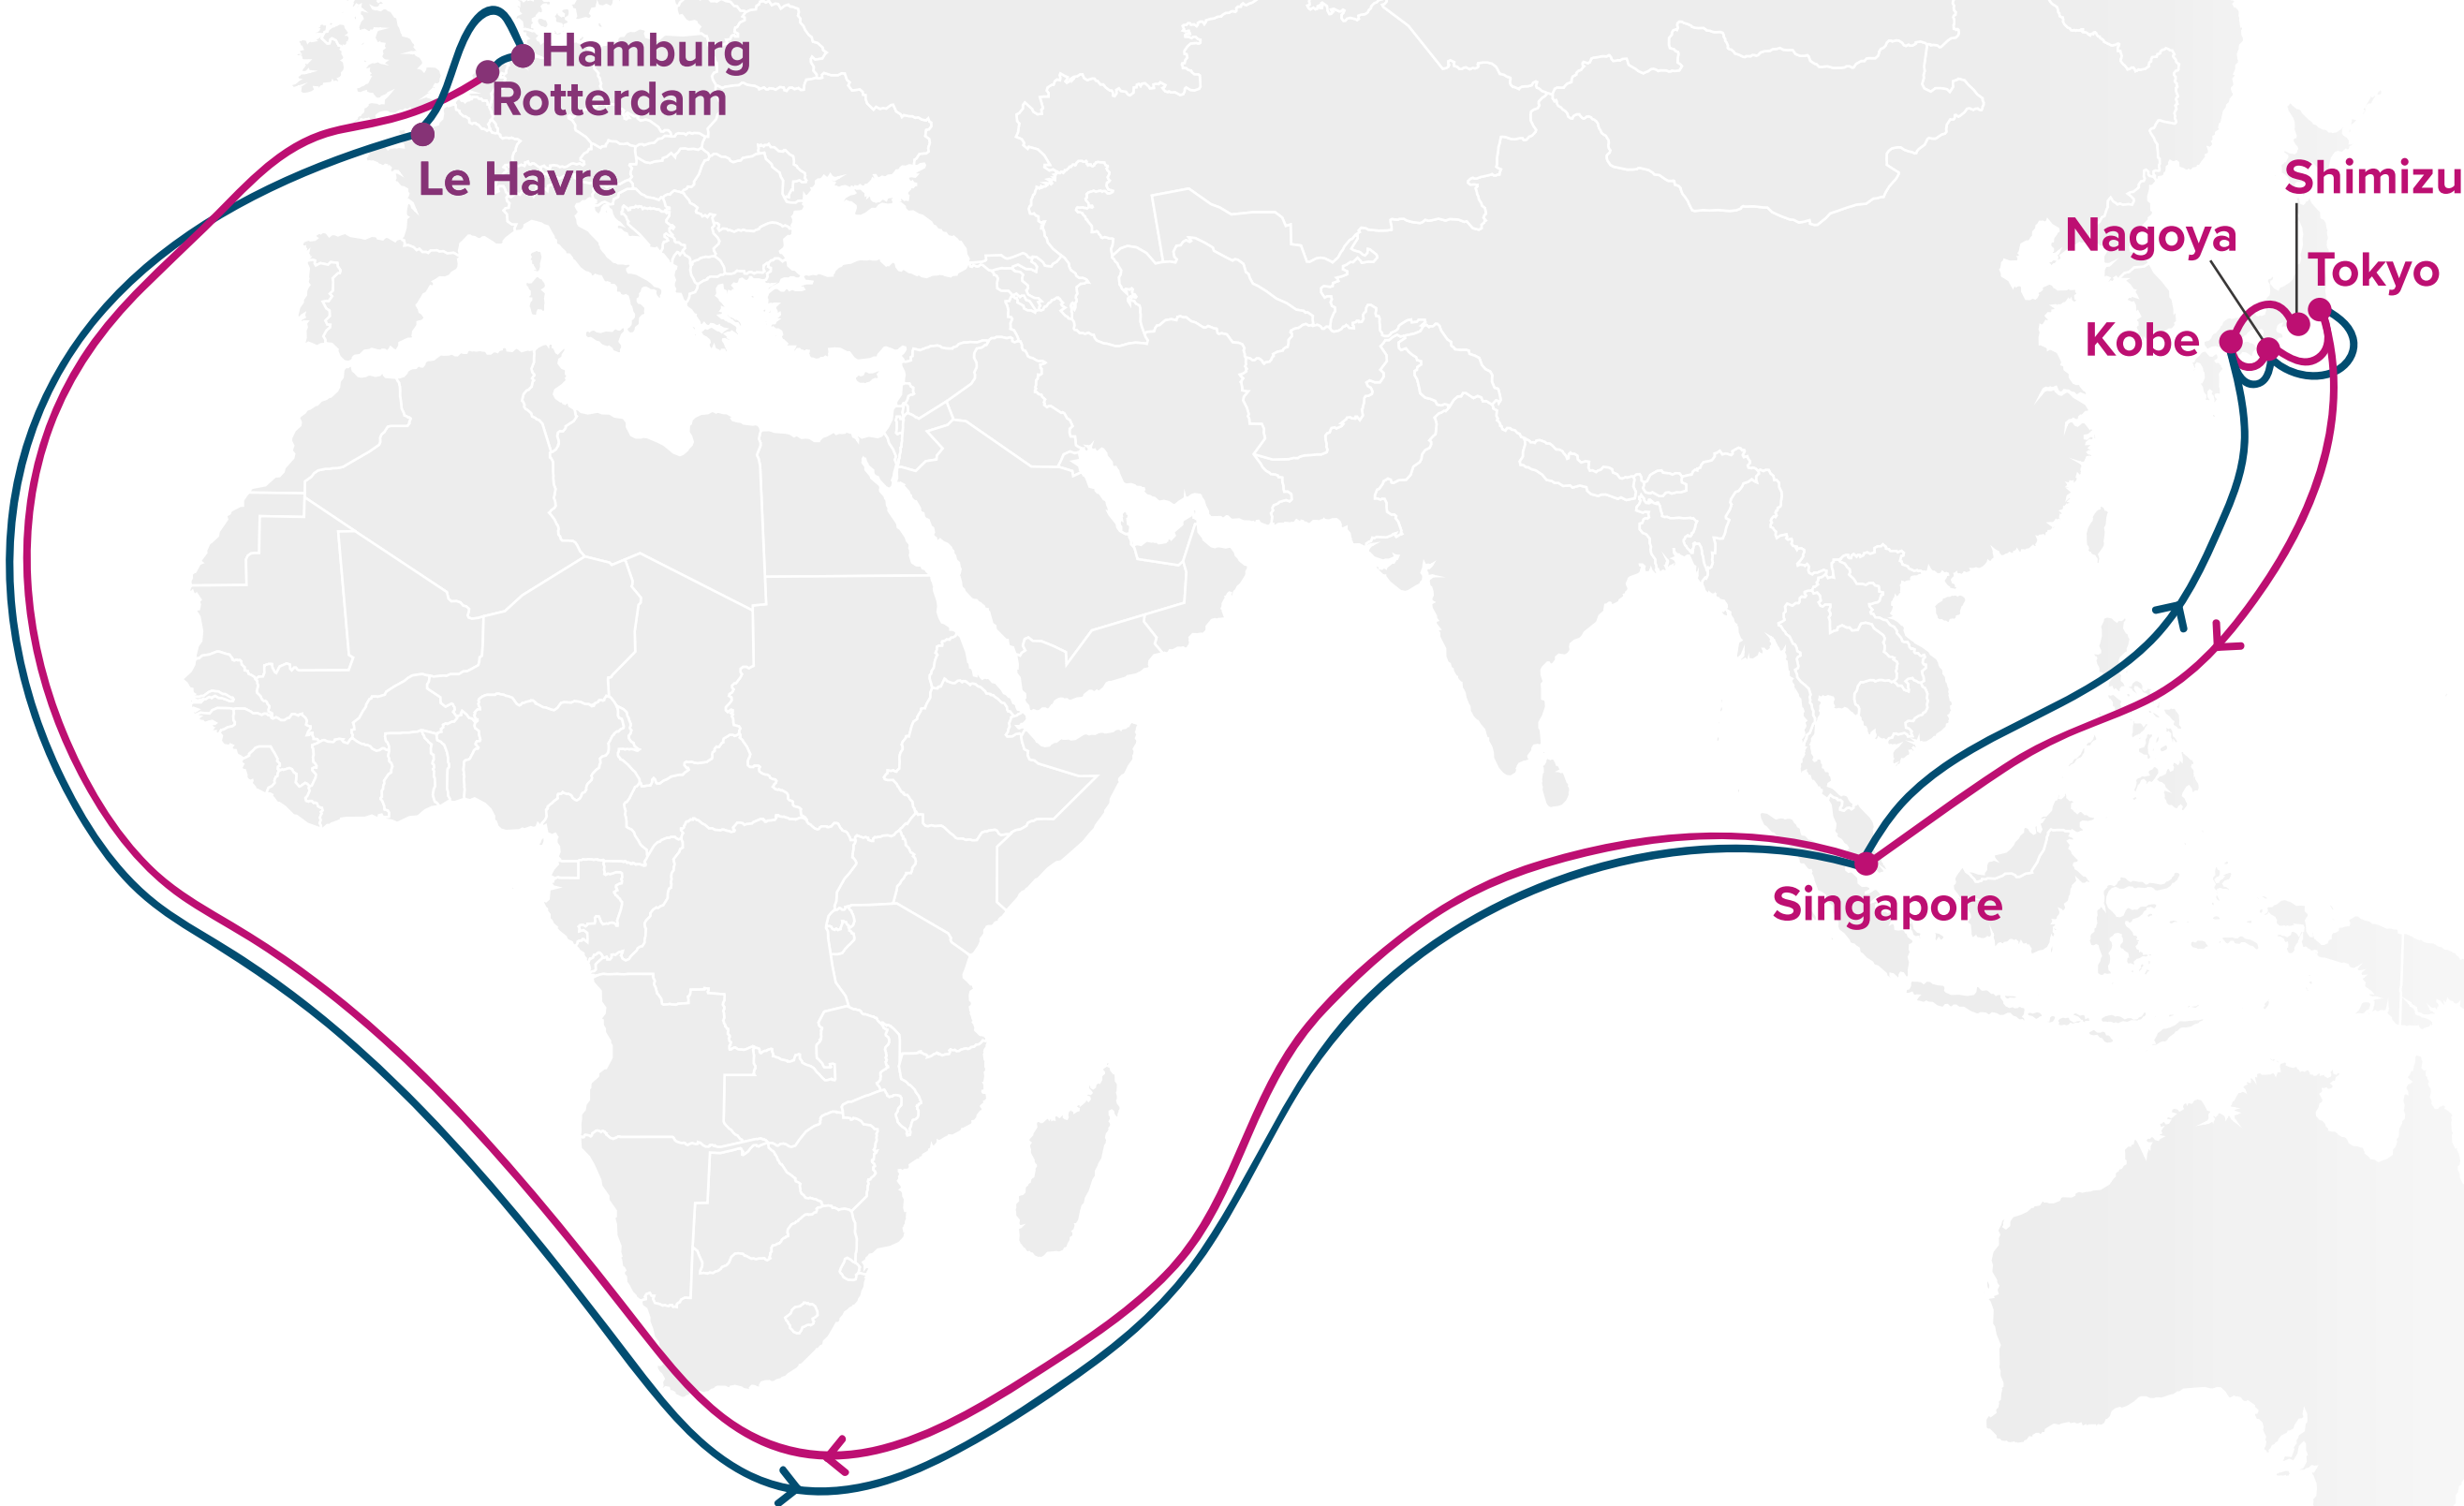 Hamburg
Rotterdam
Le Havre
Shimizu
Nagoya
Tokyo
Kobe
Singapore